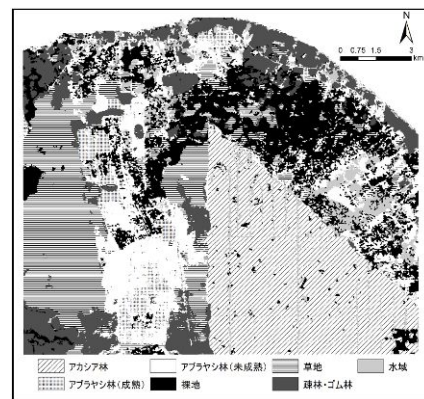 N
0 0.75 1.5 3
km
アカシア林 アブラヤシ林(未成熟) 草地 水域
アブラヤシ(成熟) 裸地 疎林・ゴム林